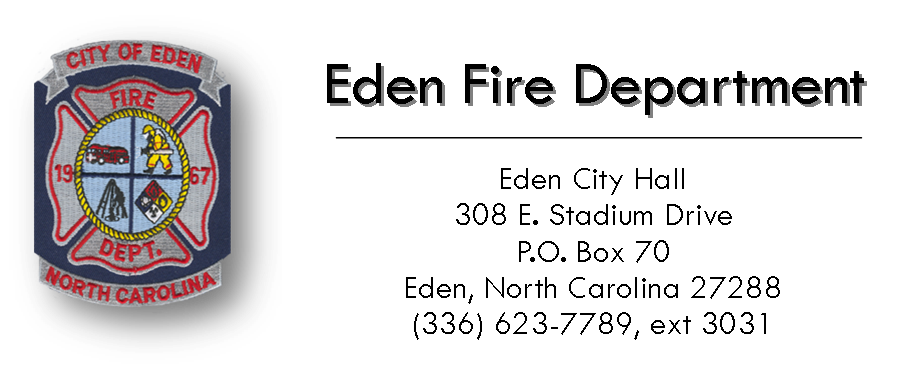 CITY OF EDEN
FIRE
19 67
DEPT.
NORTH CAROLINA
Eden Fire Department
Eden City Hall
308 E. Stadium Drive
P.O. Box 70
Eden, North Carolina 27288
(336) 623-7789, ext 3031